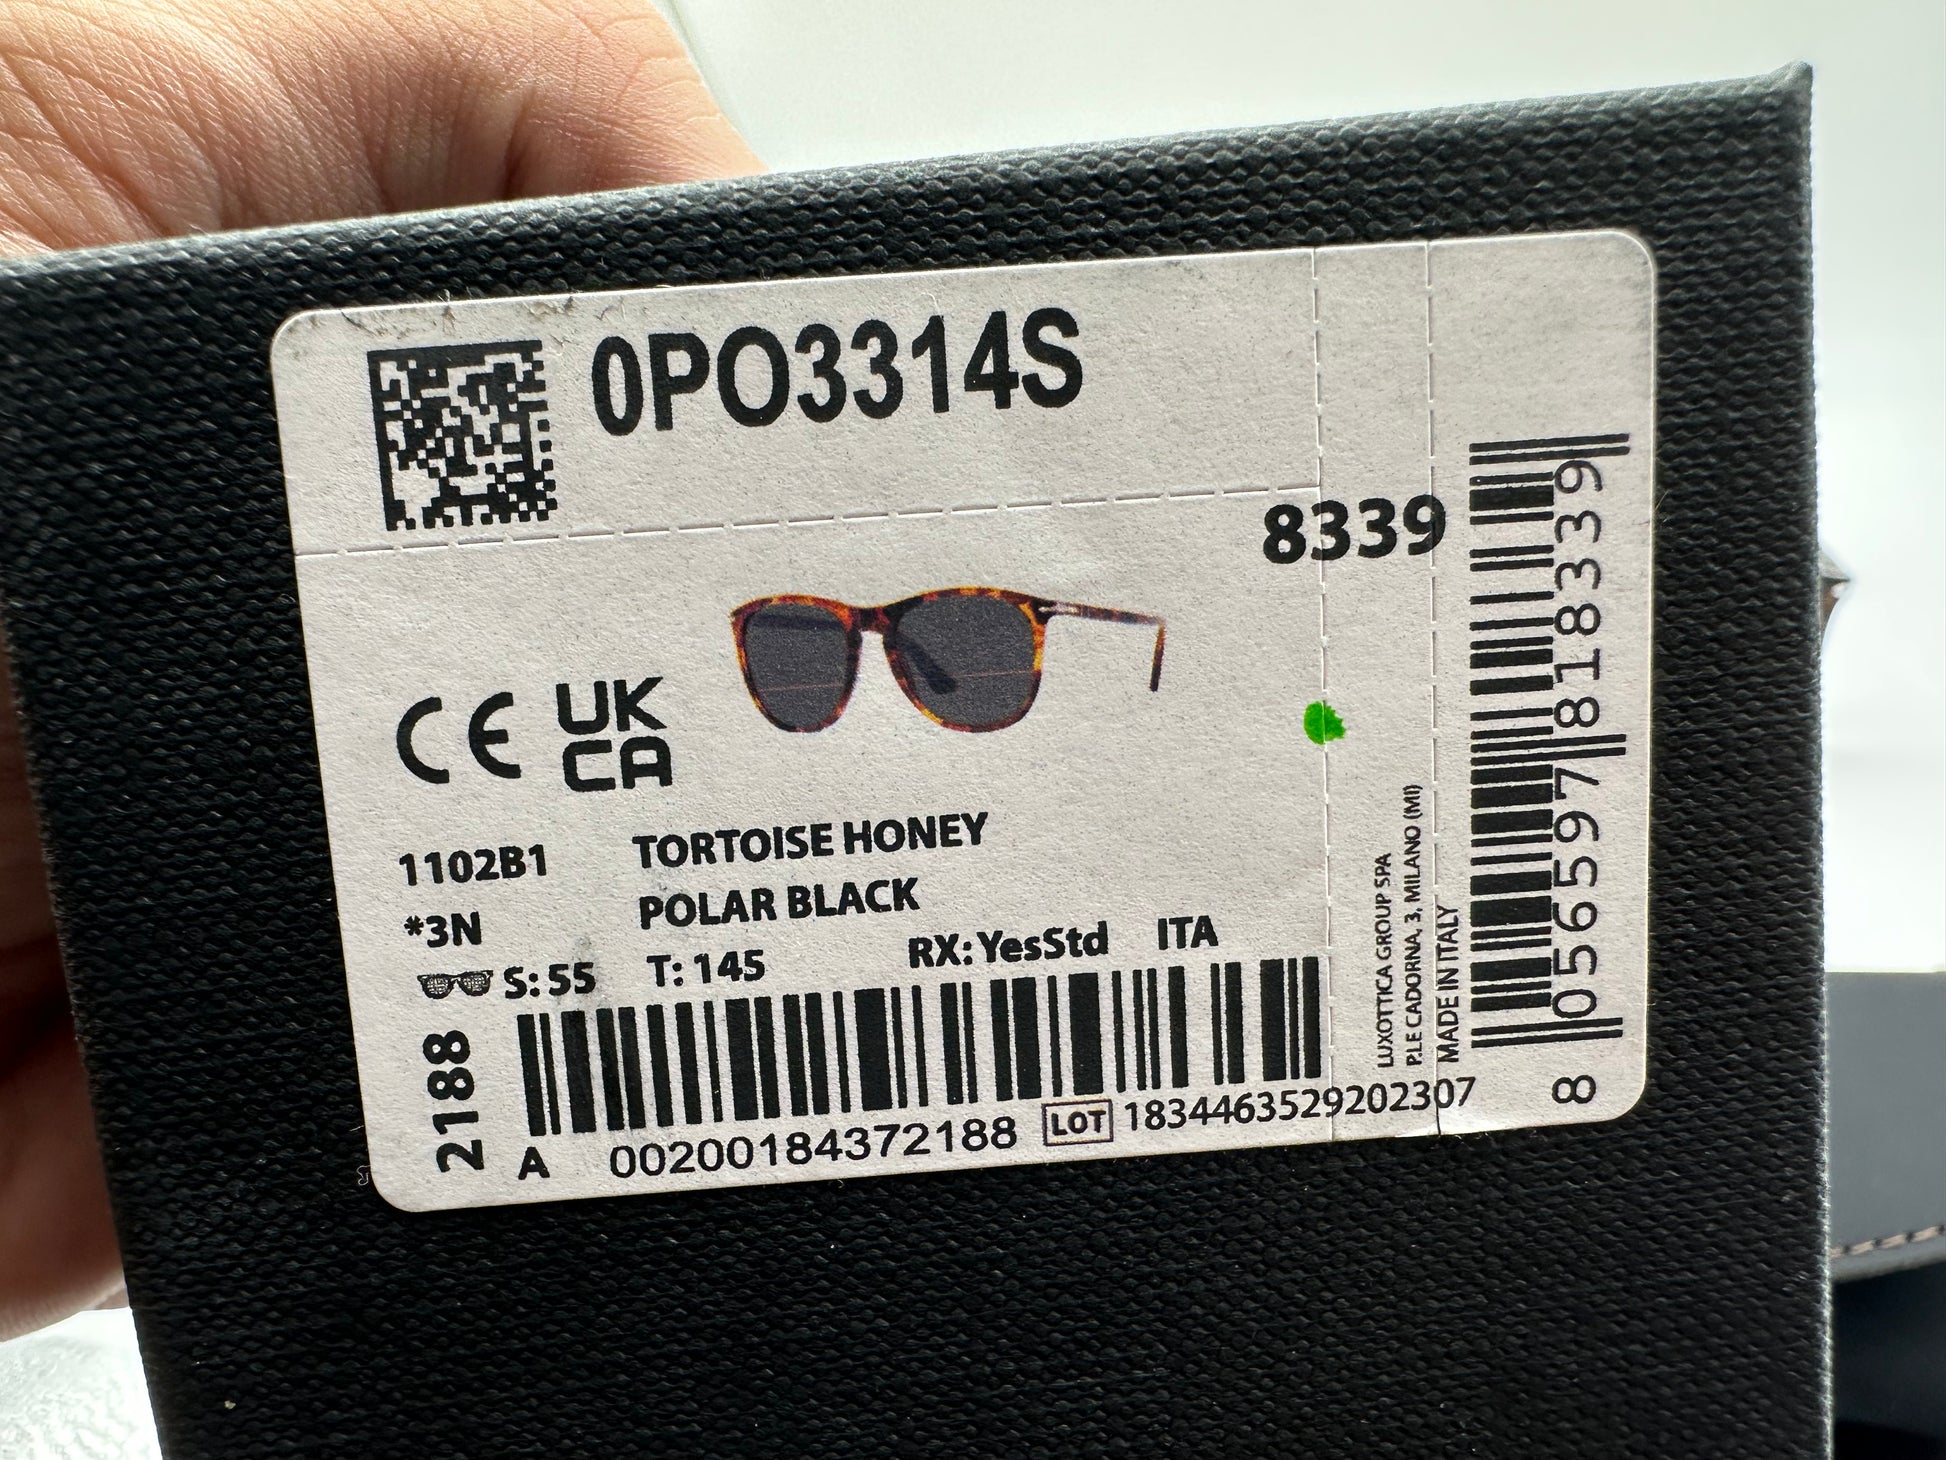 0PO3314S
8339
CE
UK
CA
1102B1 TORTOISE HONEY
*3N POLAR BLACK
S: 55 T: 145 RX: YesStd ITA
2188
A 00200184372188 LOT 1834463529202307
LUXOTTICA GROUP SPA
P.LE CADORNA, 3, MILANO (MI)
MADE IN ITALY
8 056597 818339